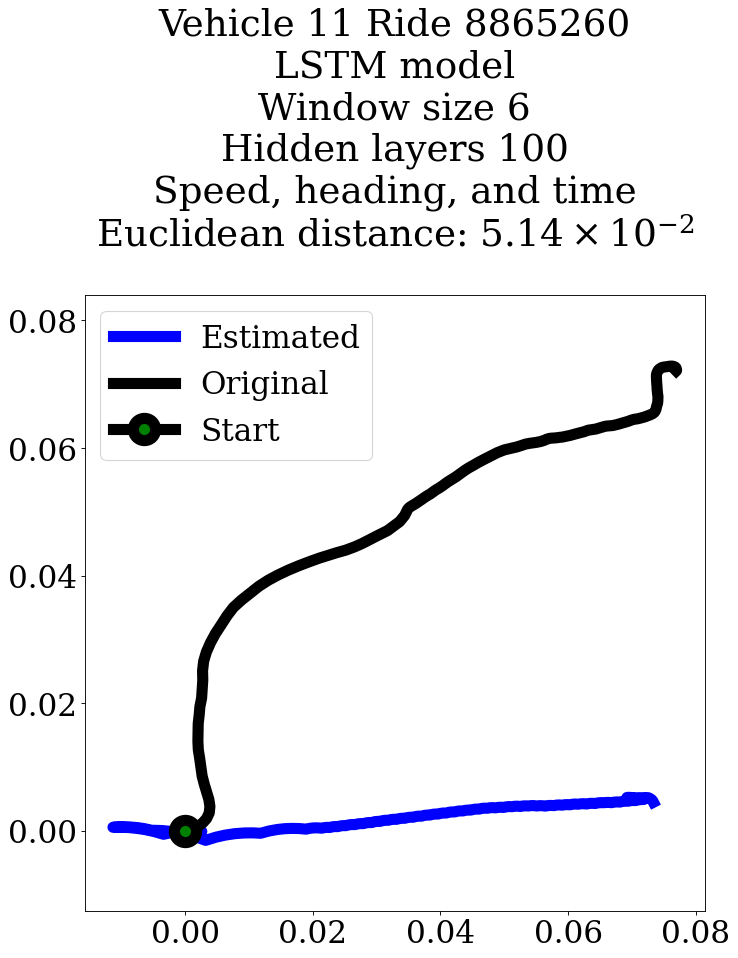 Vehicle 11 Ride 8865260
LSTM model
Window size 6
Hidden layers 100
Speed, heading, and time
Euclidean distance: 5.14 × 10⁻²
Estimated
Original
Start
0.08
0.06
0.04
0.02
0.00
0.00 0.02 0.04 0.06 0.08